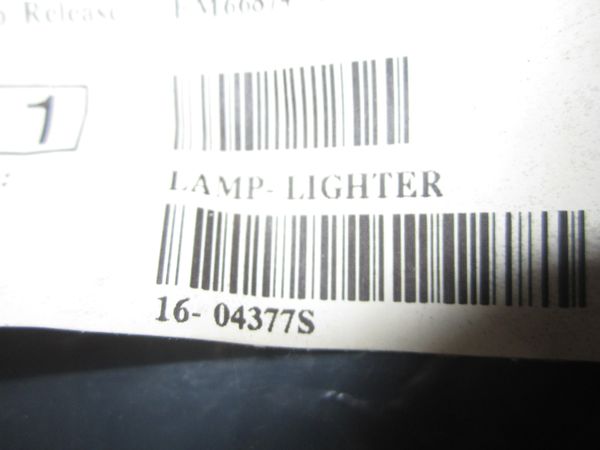 Release
1
:
LAMP-LIGHTER
16-04377S